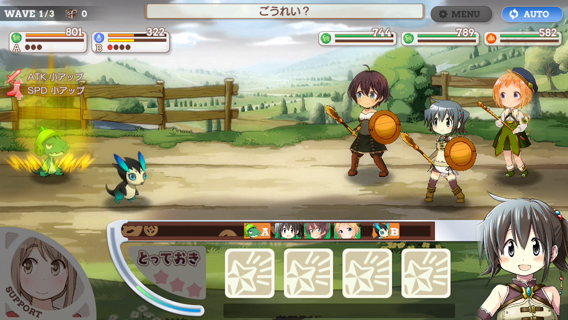 WAVE 1/3 0
ごうれい?
MENU
AUTO
801
A
B 322
744
789
582
ATK 小アップ
SPD 小アップ
A
B
とっておき
SUPPORT